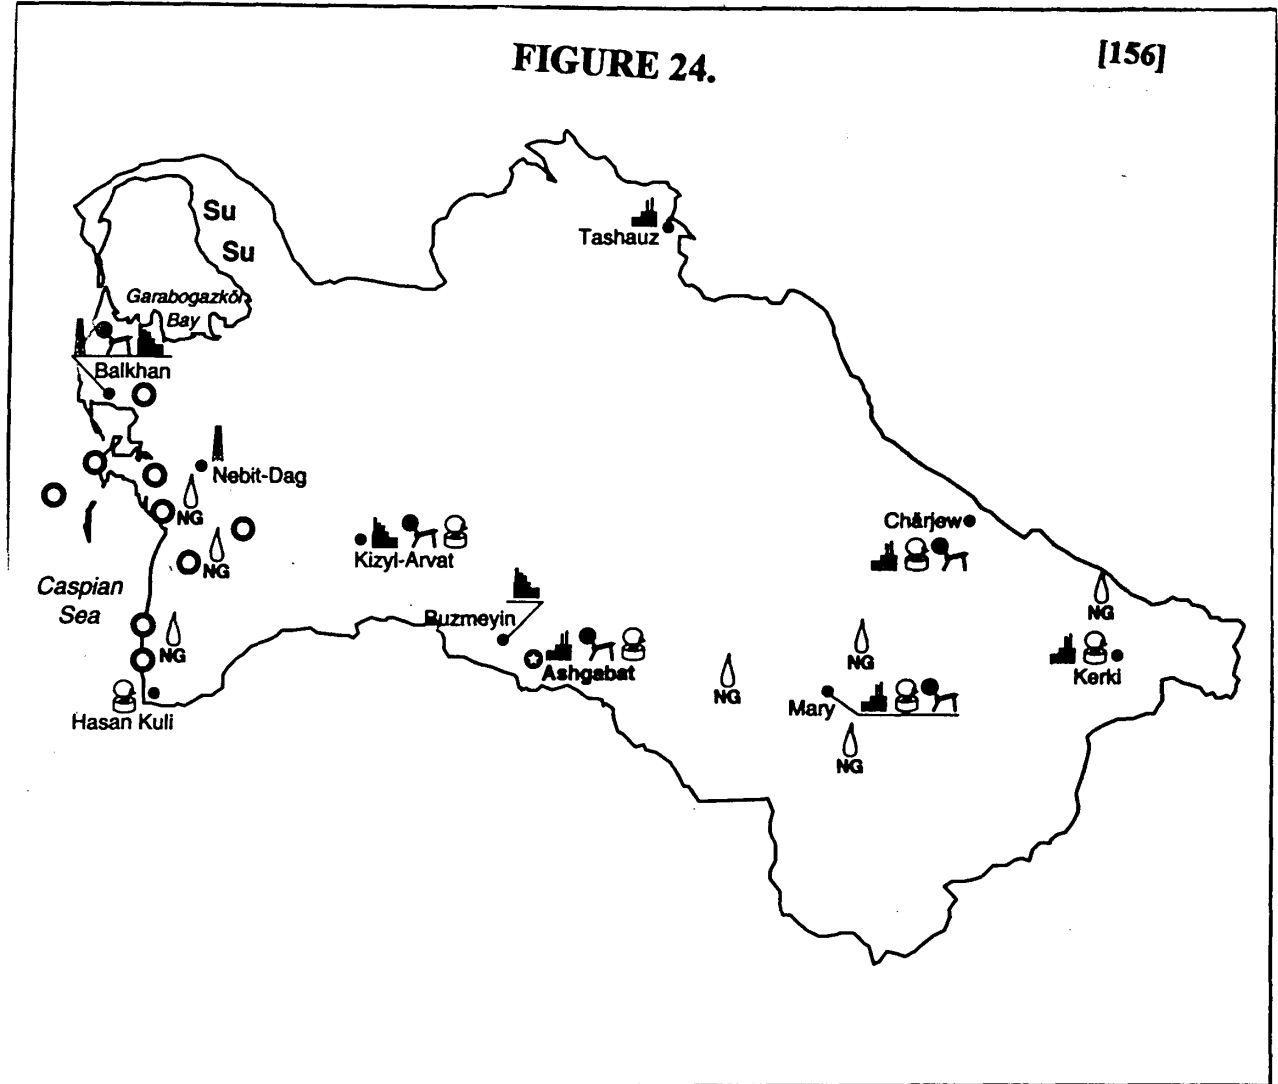 FIGURE 24.
[156]
Su
Su
Tashauz
Garabogazköl
Bay
Balkhan
Nebit-Dag
NG
Chärjew
Kizyl-Arvat
NG
Caspian
Sea
NG
Buzmeyin
NG
NG
Ashgabat
Kerki
NG
Mary
Hasan Kuli
NG